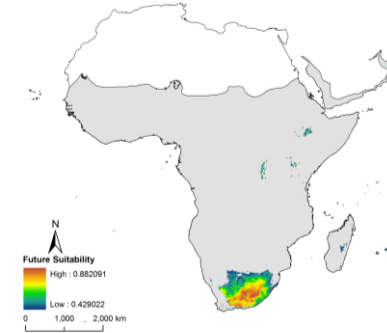 N
Future Suitability
High : 0.882091
Low : 0.429022
0 1,000 2,000 km